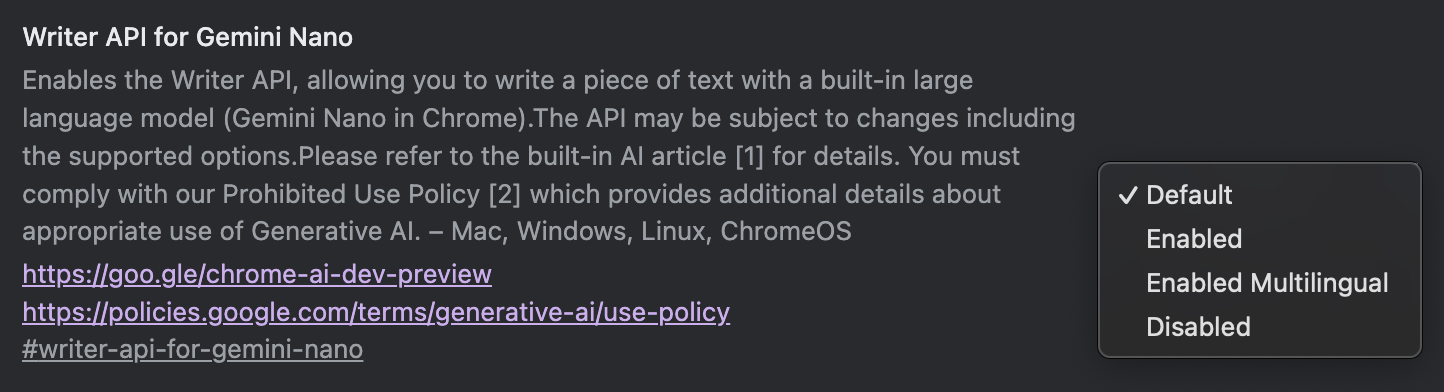 Writer API for Gemini Nano
Enables the Writer API, allowing you to write a piece of text with a built-in large
language model (Gemini Nano in Chrome).The API may be subject to changes including
the supported options.Please refer to the built-in AI article [1] for details. You must
comply with our Prohibited Use Policy [2] which provides additional details about
appropriate use of Generative AI. – Mac, Windows, Linux, ChromeOS
https://goo.gle/chrome-ai-dev-preview
https://policies.google.com/terms/generative-ai/use-policy
#writer-api-for-gemini-nano
✓ Default
Enabled
Enabled Multilingual
Disabled